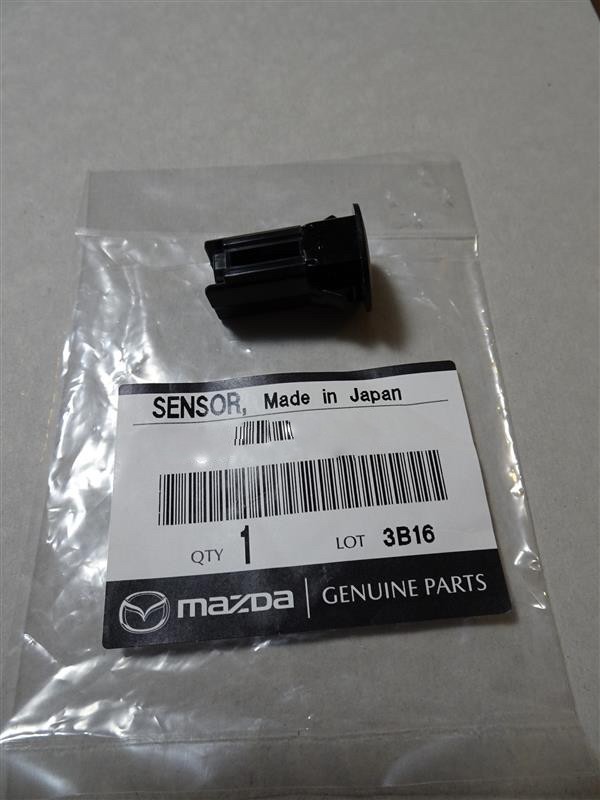 SENSOR, Made in Japan
QTY 1 LOT 3B16
mazda GENUINE PARTS